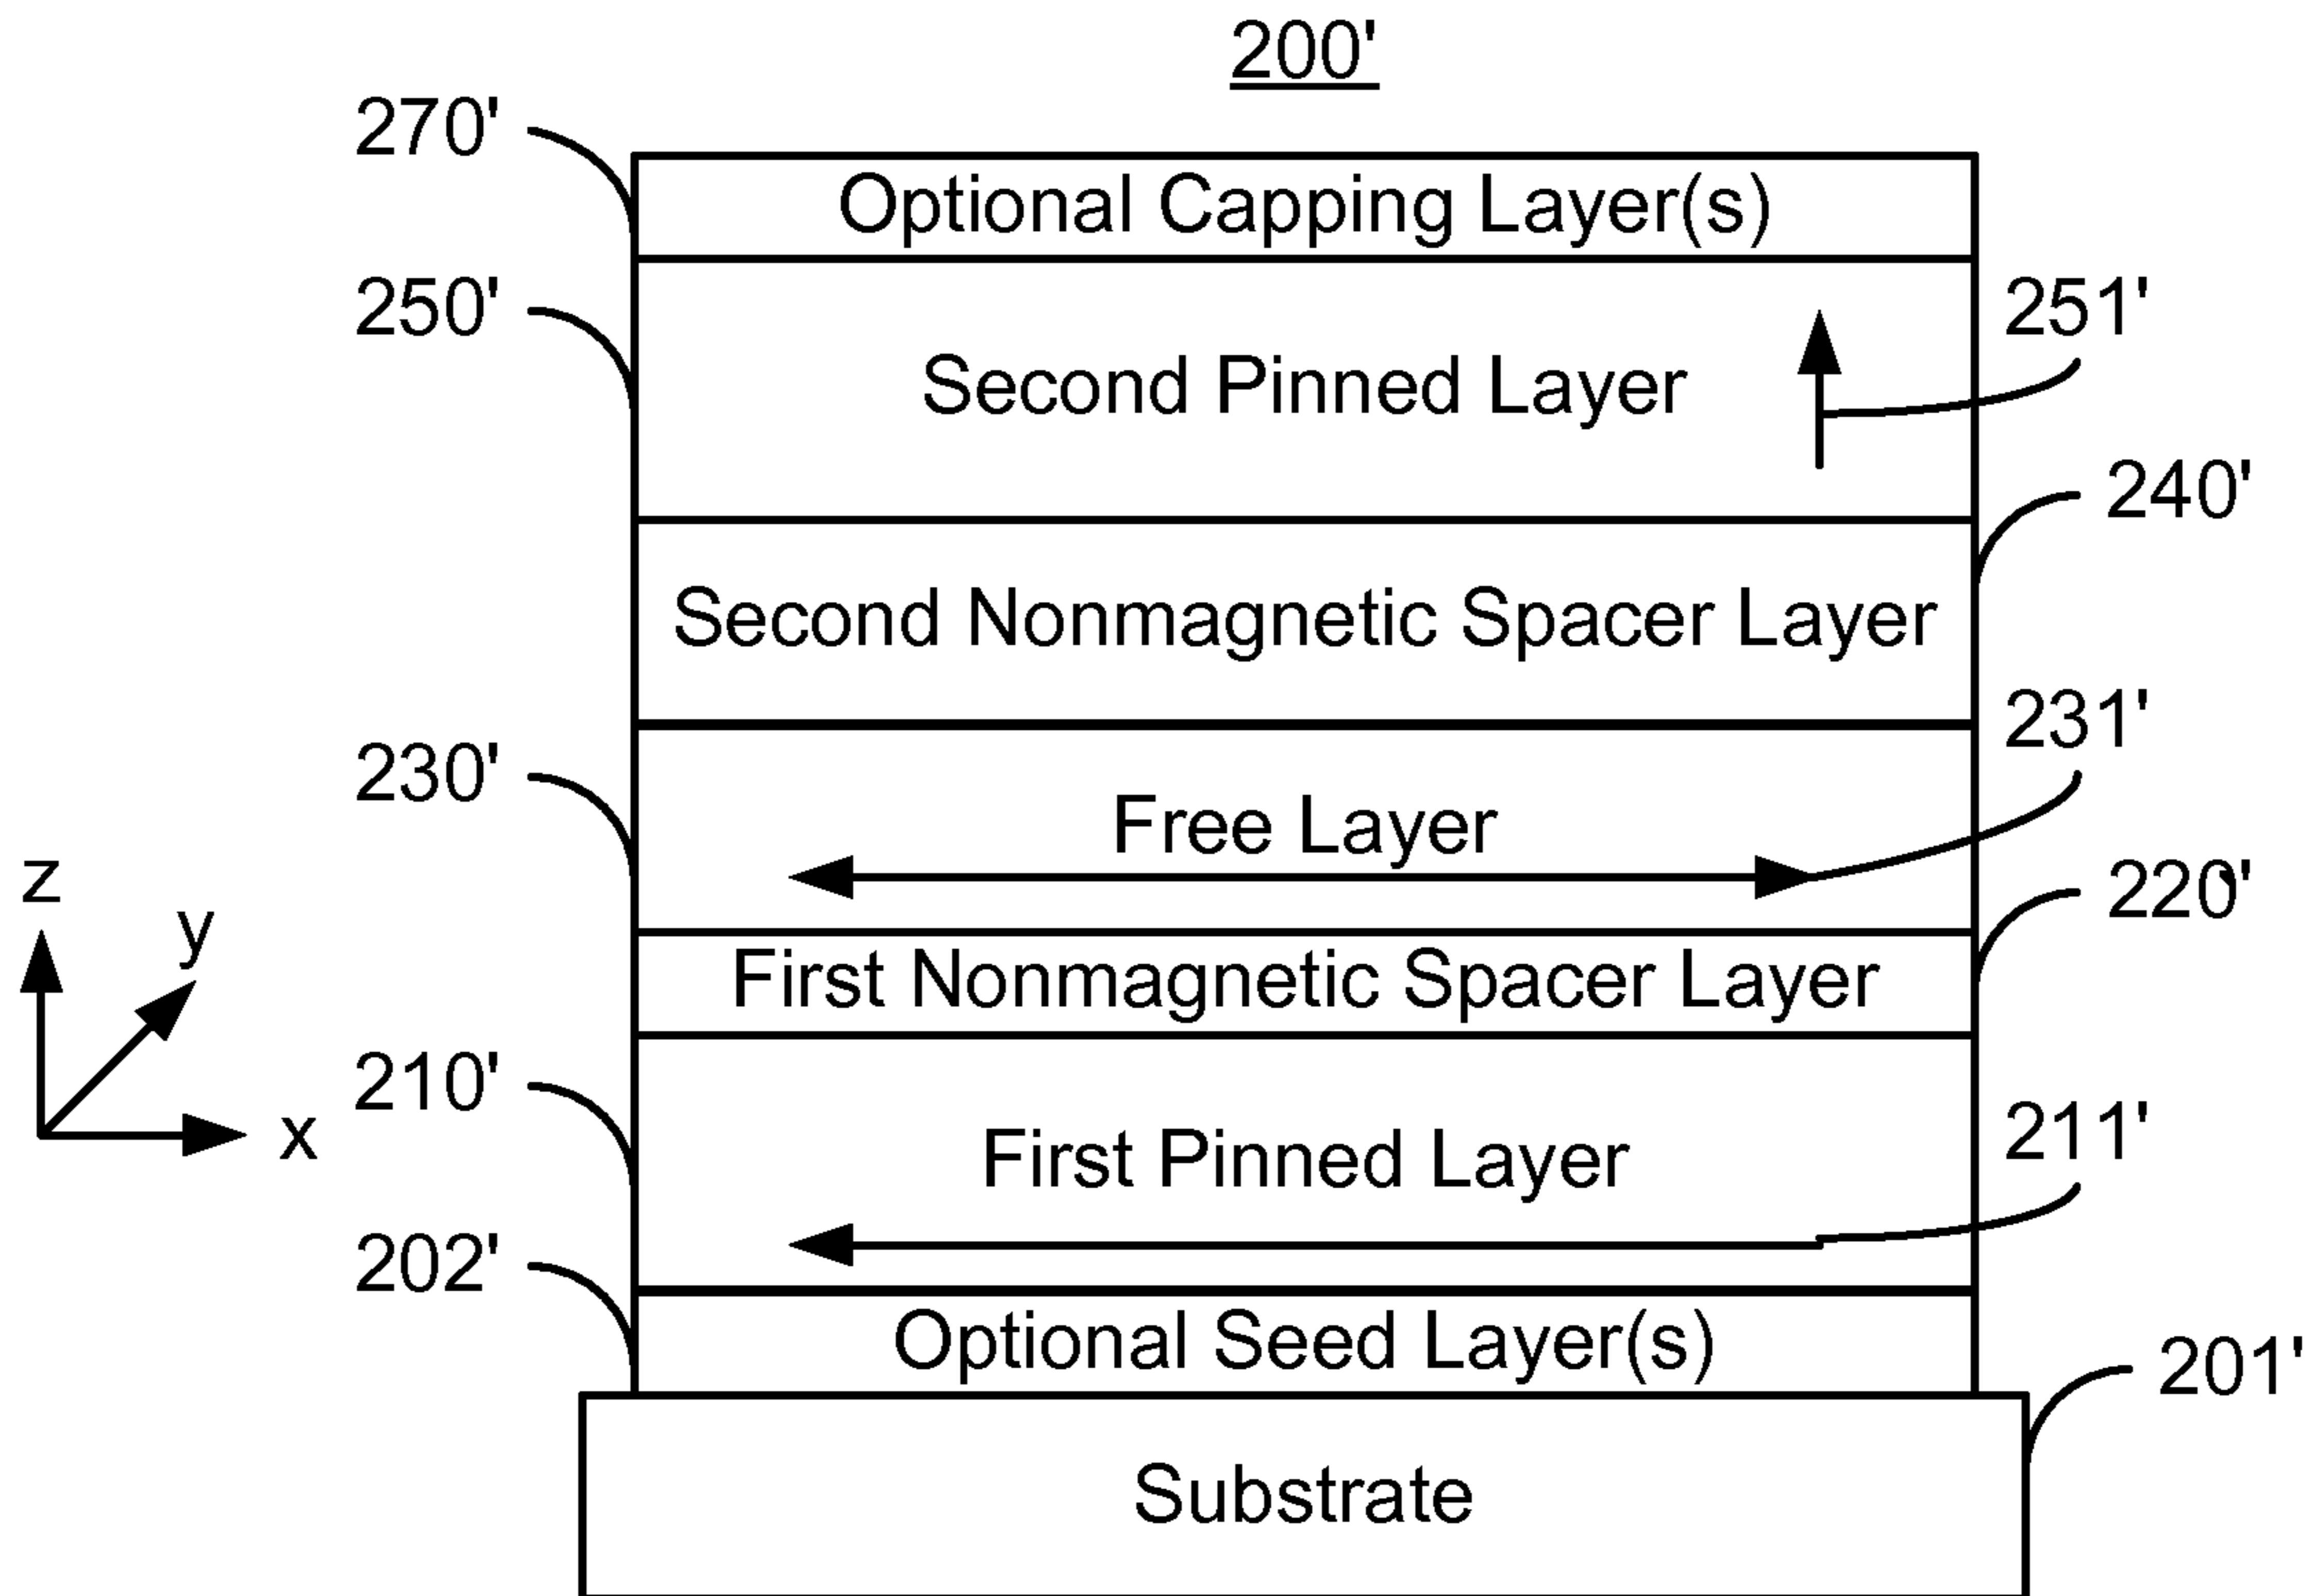 200'
270'
Optional Capping Layer(s)
250'
251'
Second Pinned Layer
240'
Second Nonmagnetic Spacer Layer
231'
230'
Free Layer
z
220'
y
First Nonmagnetic Spacer Layer
210'
x
211'
First Pinned Layer
202'
Optional Seed Layer(s)
201'
Substrate